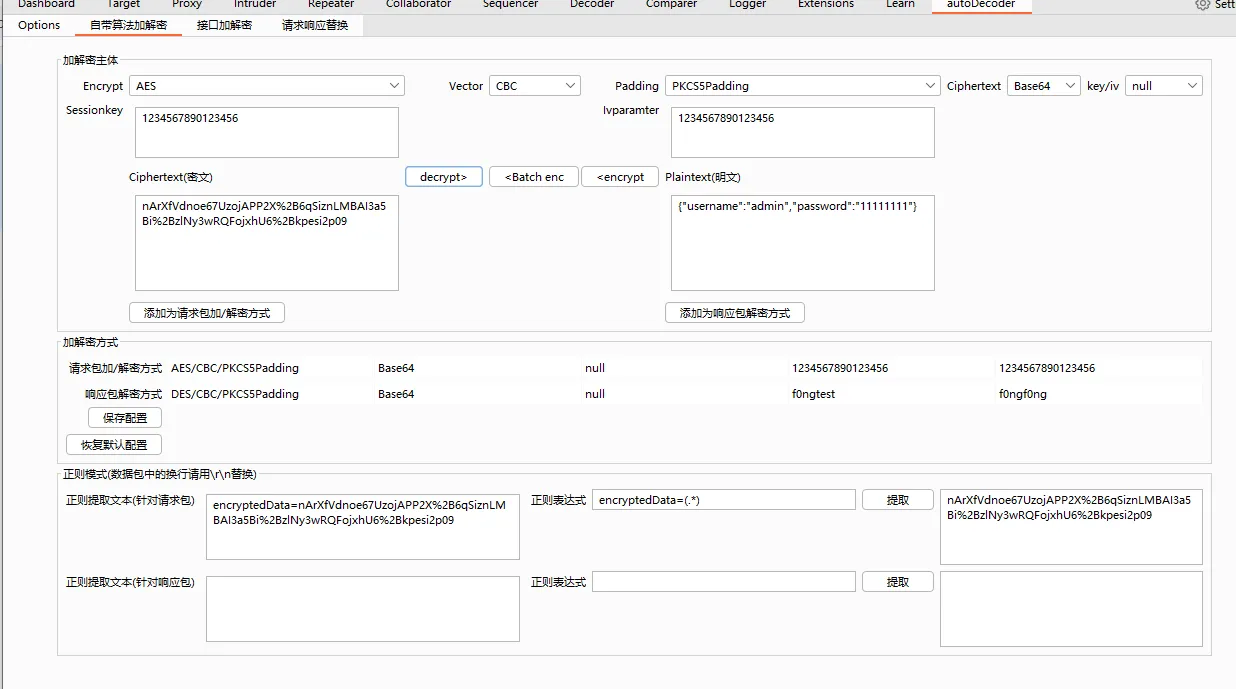 Dashboard Target Proxy Intruder Repeater Collaborator Sequencer Decoder Comparer Logger Extensions Learn autoDecoder Sett
Options 自带算法加解密 接口加解密 请求响应替换
加解密主体
Encrypt AES Vector CBC Padding PKCS5Padding Ciphertext Base64 key/iv null
Sessionkey 1234567890123456 Ivparamter 1234567890123456
Ciphertext(密文) decrypt> <Batch enc <encrypt Plaintext(明文)
nArXfVdnoe67UzojAPP2X%2B6qSiznLMBAI3a5
Bi%2BzlNy3wRQFojxhU6%2Bkpesi2p09
{"username":"admin","password":"11111111"}
添加为请求包加/解密方式 添加为响应包解密方式
加解密方式
请求包加/解密方式 AES/CBC/PKCS5Padding Base64 null 1234567890123456 1234567890123456
响应包解密方式 DES/CBC/PKCS5Padding Base64 null f0ngtest f0ngf0ng
保存配置
恢复默认配置
正则模式(数据包中的换行请用\r\n替换)
正则提取文本(针对请求包)
encryptedData=nArXfVdnoe67UzojAPP2X%2B6qSiznLM
BAI3a5Bi%2BzlNy3wRQFojxhU6%2Bkpesi2p09
正则表达式 encryptedData=(.*) 提取
nArXfVdnoe67UzojAPP2X%2B6qSiznLMBAI3a5
Bi%2BzlNy3wRQFojxhU6%2Bkpesi2p09
正则提取文本(针对响应包) 正则表达式 提取